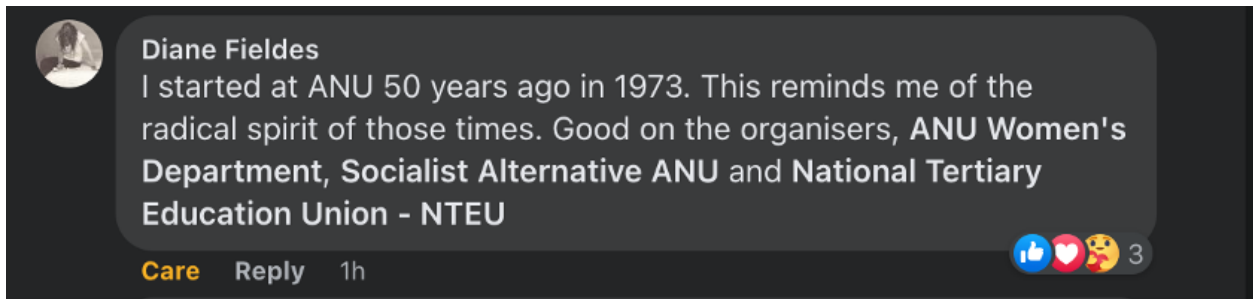 Diane Fieldes
I started at ANU 50 years ago in 1973. This reminds me of the
radical spirit of those times. Good on the organisers, ANU Women's
Department, Socialist Alternative ANU and National Tertiary
Education Union - NTEU
3
Care Reply 1h